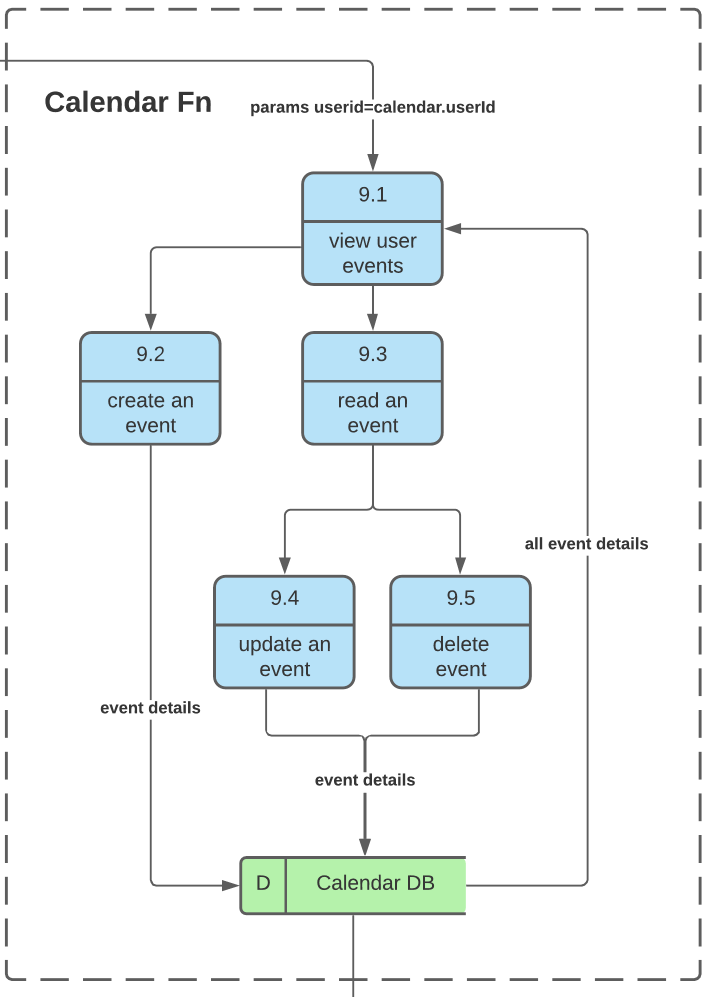 Calendar Fn
params userid=calendar.userId
9.1
view user
events
9.2
create an
event
9.3
read an
event
all event details
9.4
update an
event
9.5
delete
event
event details
event details
D
Calendar DB